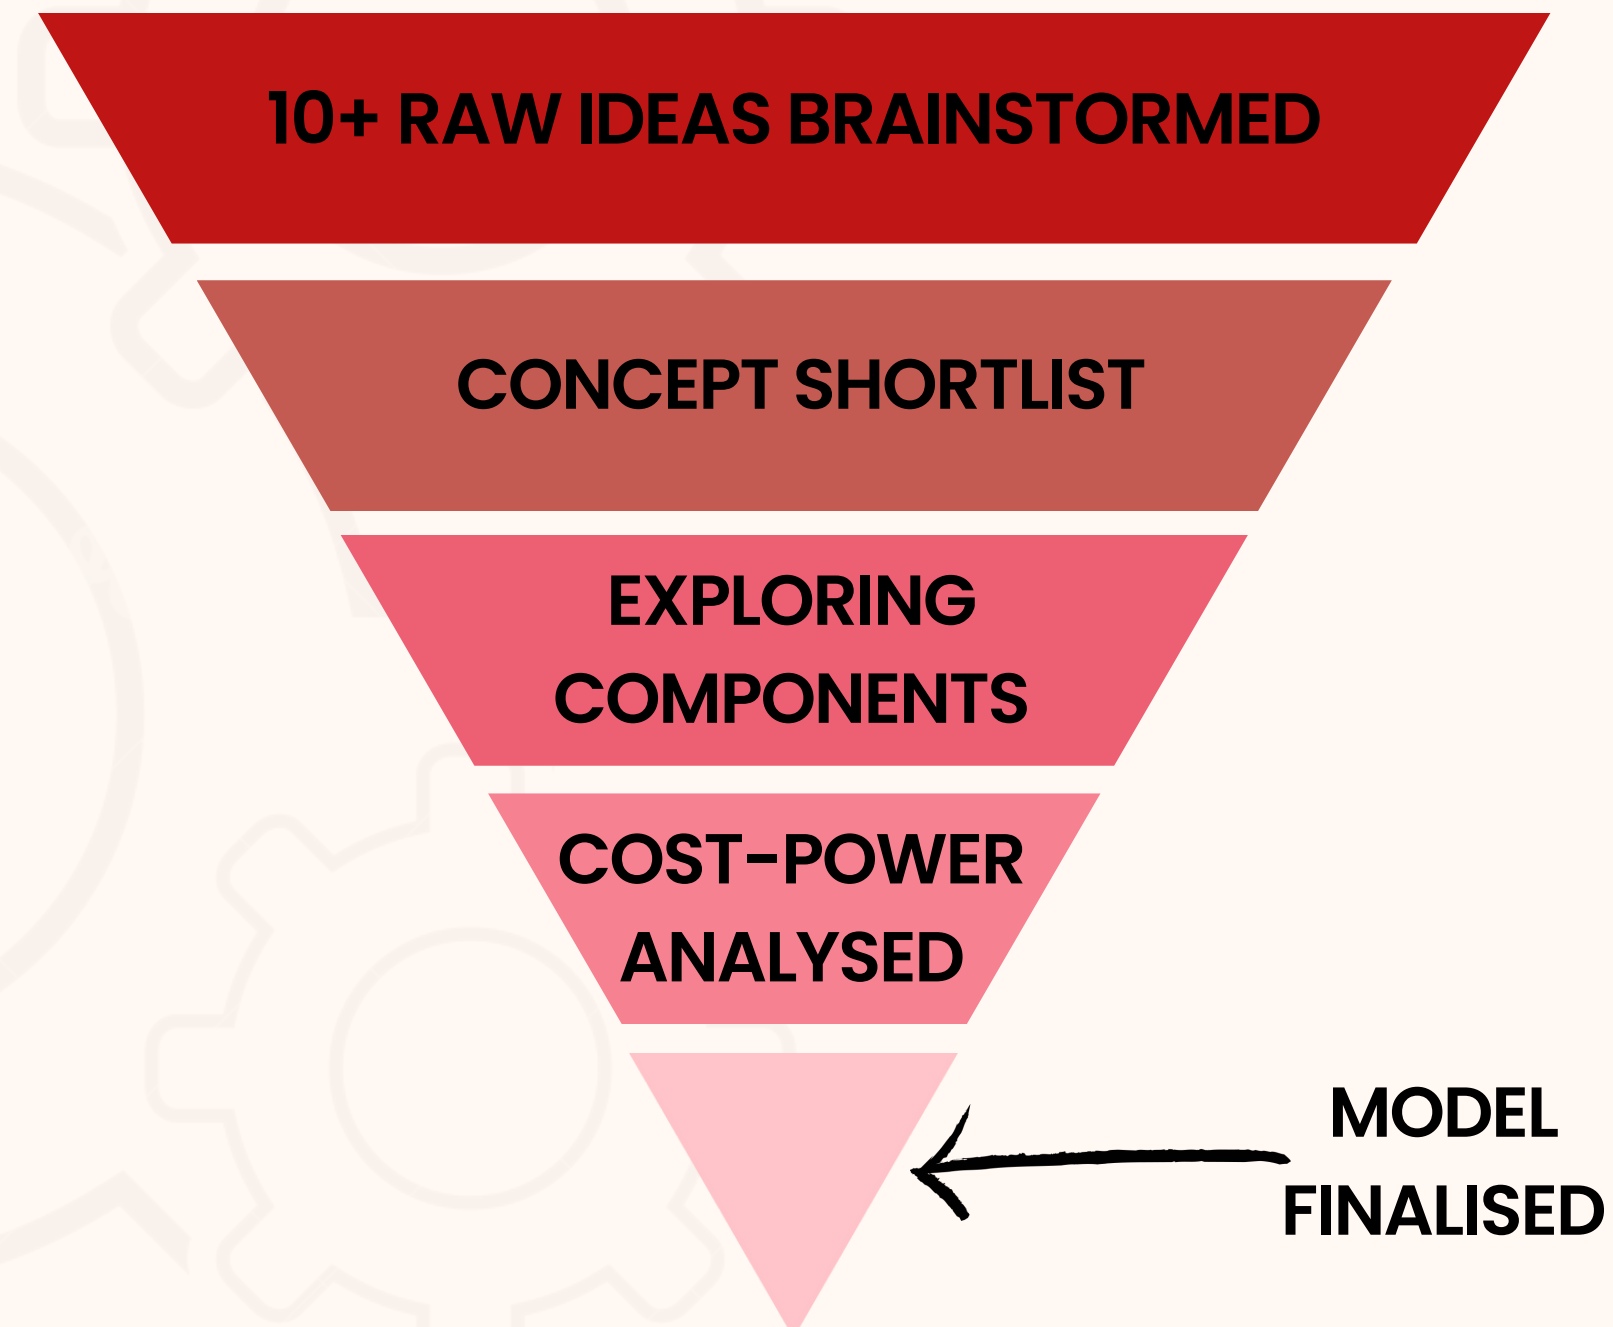 10+ RAW IDEAS BRAINSTORMED
CONCEPT SHORTLIST
EXPLORING
COMPONENTS
COST-POWER
ANALYSED
MODEL
FINALISED